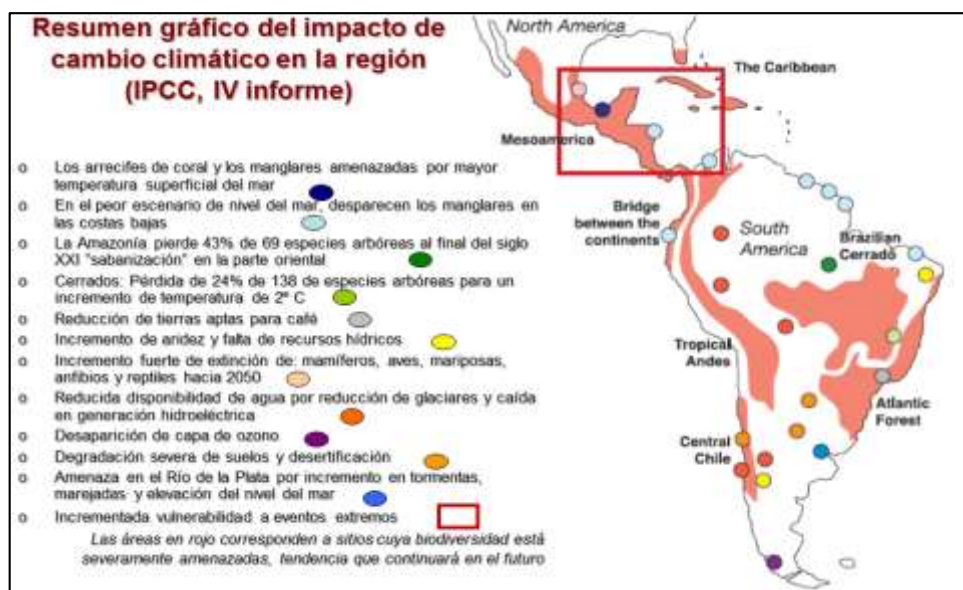 Resumen gráfico del impacto de
cambio climático en la región
(IPCC, IV informe)
o Los arrecifes de coral y los manglares amenazadas por mayor
temperatura superficial del mar
o En el peor escenario de nivel del mar, desparecen los manglares en
las costas bajas
o La Amazonía pierde 43% de 69 especies arbóreas al final del siglo
XXI "sabanización" en la parte oriental
o Cerrados: Pérdida de 24% de 138 de especies arbóreas para un
incremento de temperatura de 2º C
o Reducción de tierras aptas para café
o Incremento de aridez y falta de recursos hídricos
o Incremento fuerte de extinción de: mamíferos, aves, mariposas,
anfibios y reptiles hacia 2050
o Reducida disponibilidad de agua por reducción de glaciares y caída
en generación hidroeléctrica
o Desaparición de capa de ozono
o Degradación severa de suelos y desertificación
o Amenaza en el Río de la Plata por incremento en tormentas,
marejadas y elevación del nivel del mar
o Incrementada vulnerabilidad a eventos extremos
Las áreas en rojo corresponden a sitios cuya biodiversidad está
severamente amenazadas, tendencia que continuará en el futuro
North America
The Caribbean
Mesoamerica
Bridge
between the
continents
South
America
Brazilian
Cerrado
Tropical
Andes
Atlantic
Forest
Central
Chile